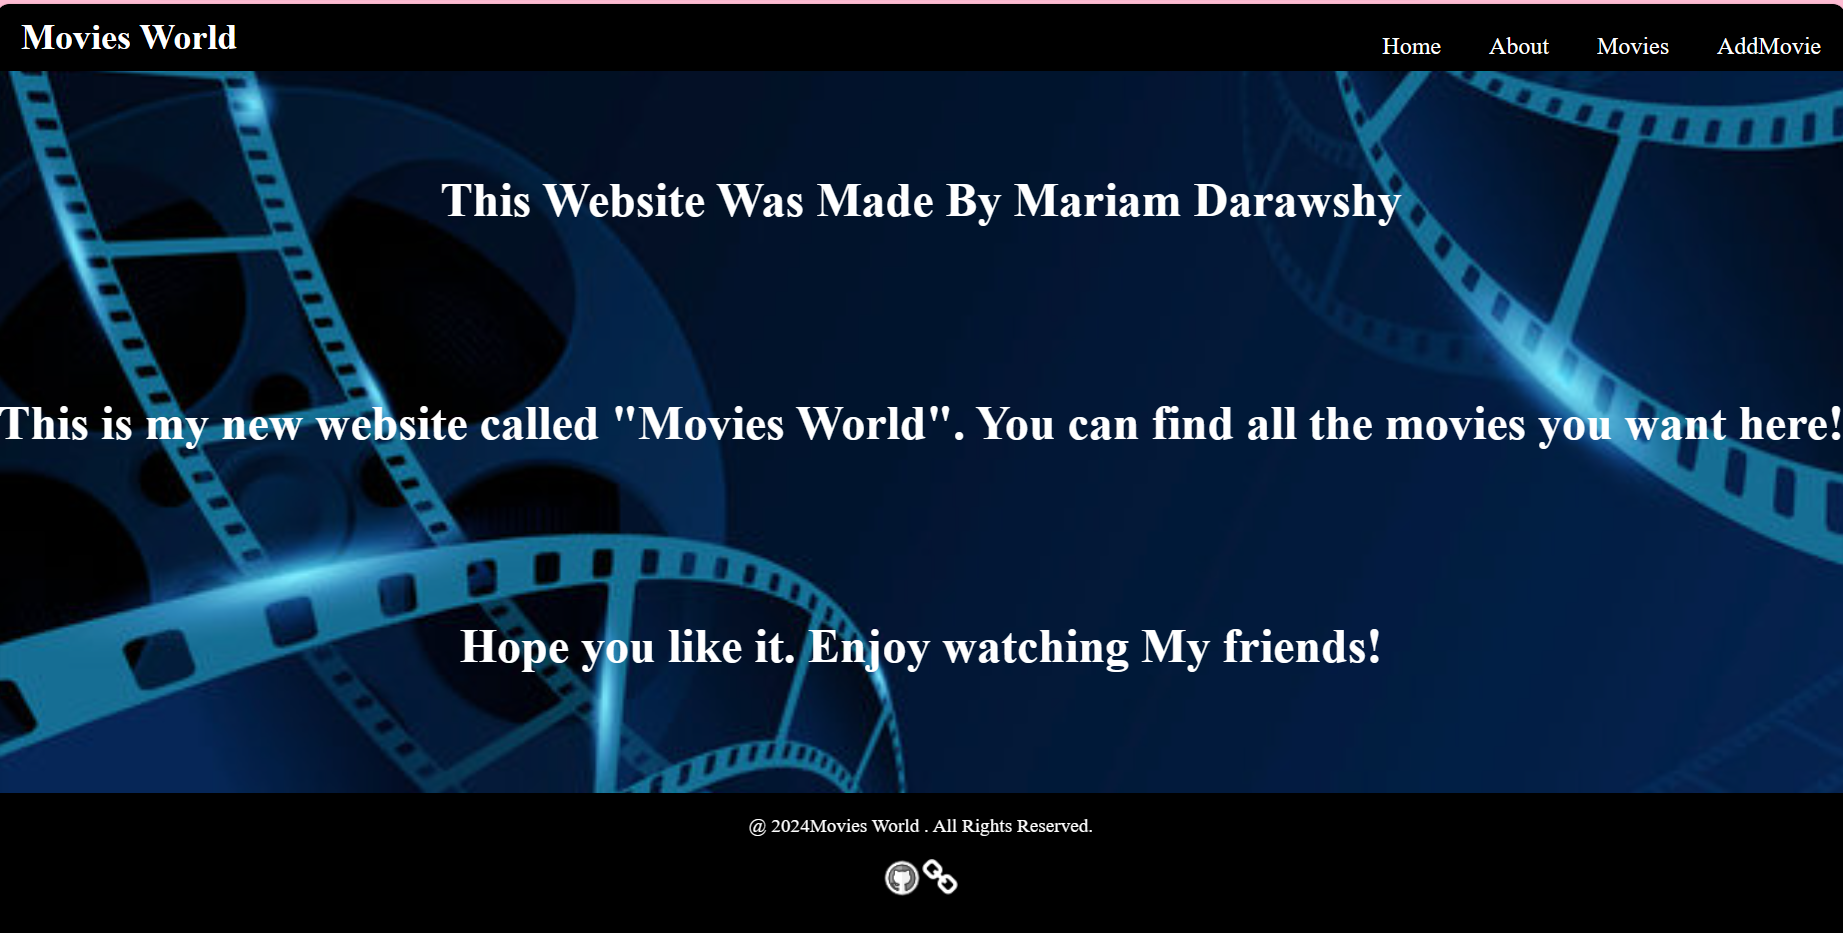 Movies World
Home About Movies AddMovie
This Website Was Made By Mariam Darawshy
This is my new website called "Movies World". You can find all the movies you want here!
Hope you like it. Enjoy watching My friends!
@ 2024Movies World . All Rights Reserved.